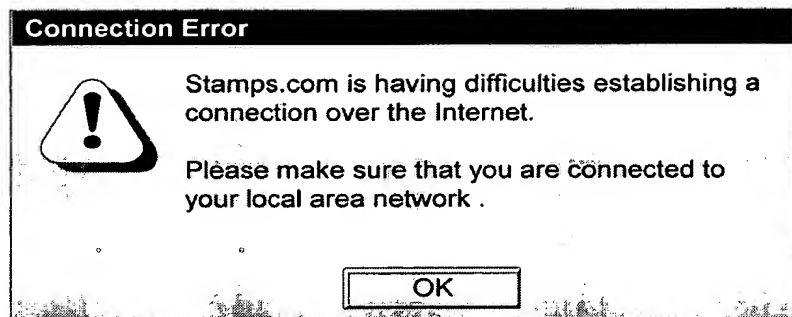 Connection Error
Stamps.com is having difficulties establishing a
connection over the Internet.
Please make sure that you are connected to
your local area network .
OK